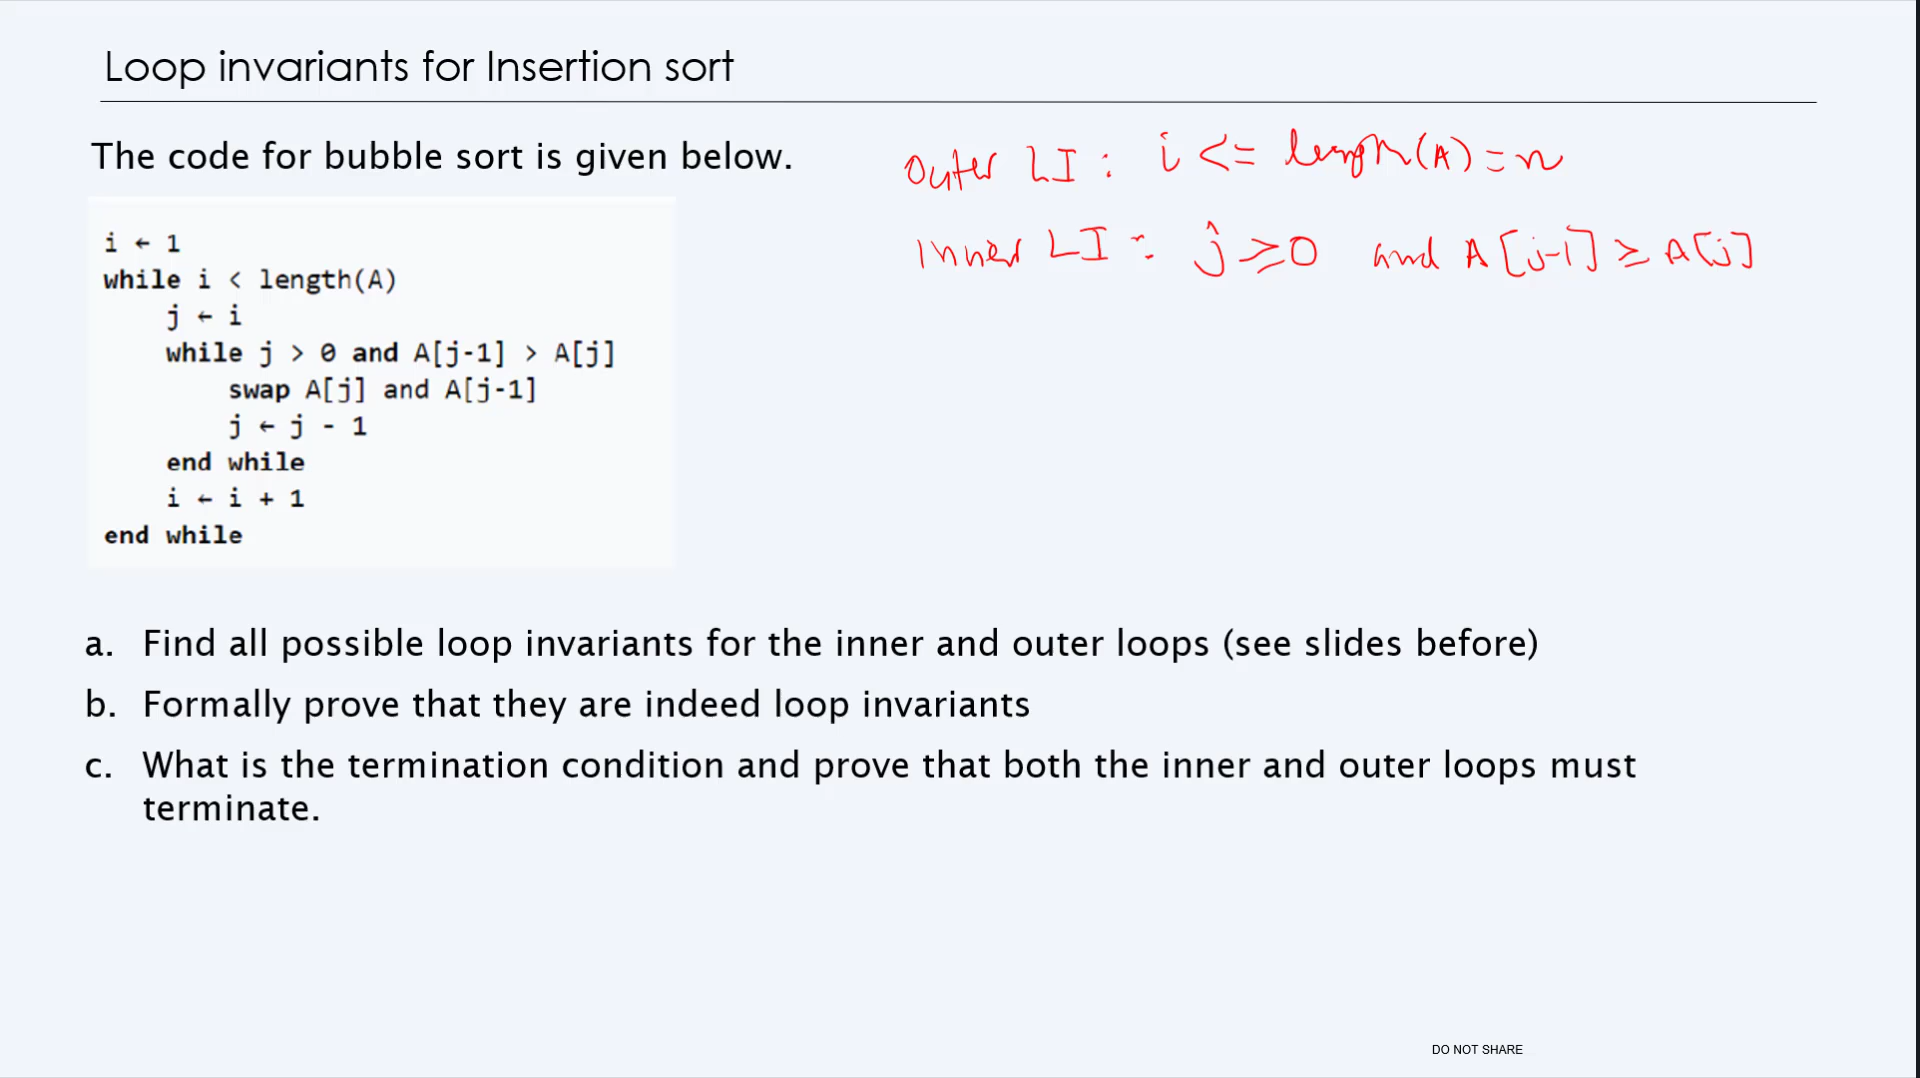 Loop invariants for Insertion sort
The code for bubble sort is given below.
Outer LI : i <= length(A) = n
Inner LI : j ≥ 0 and A[j-1] ≥ A[j]
i ← 1
while i < length(A)
j ← i
while j > 0 and A[j-1] > A[j]
swap A[j] and A[j-1]
j ← j - 1
end while
i ← i + 1
end while
a. Find all possible loop invariants for the inner and outer loops (see slides before)
b. Formally prove that they are indeed loop invariants
c. What is the termination condition and prove that both the inner and outer loops must
terminate.
DO NOT SHARE